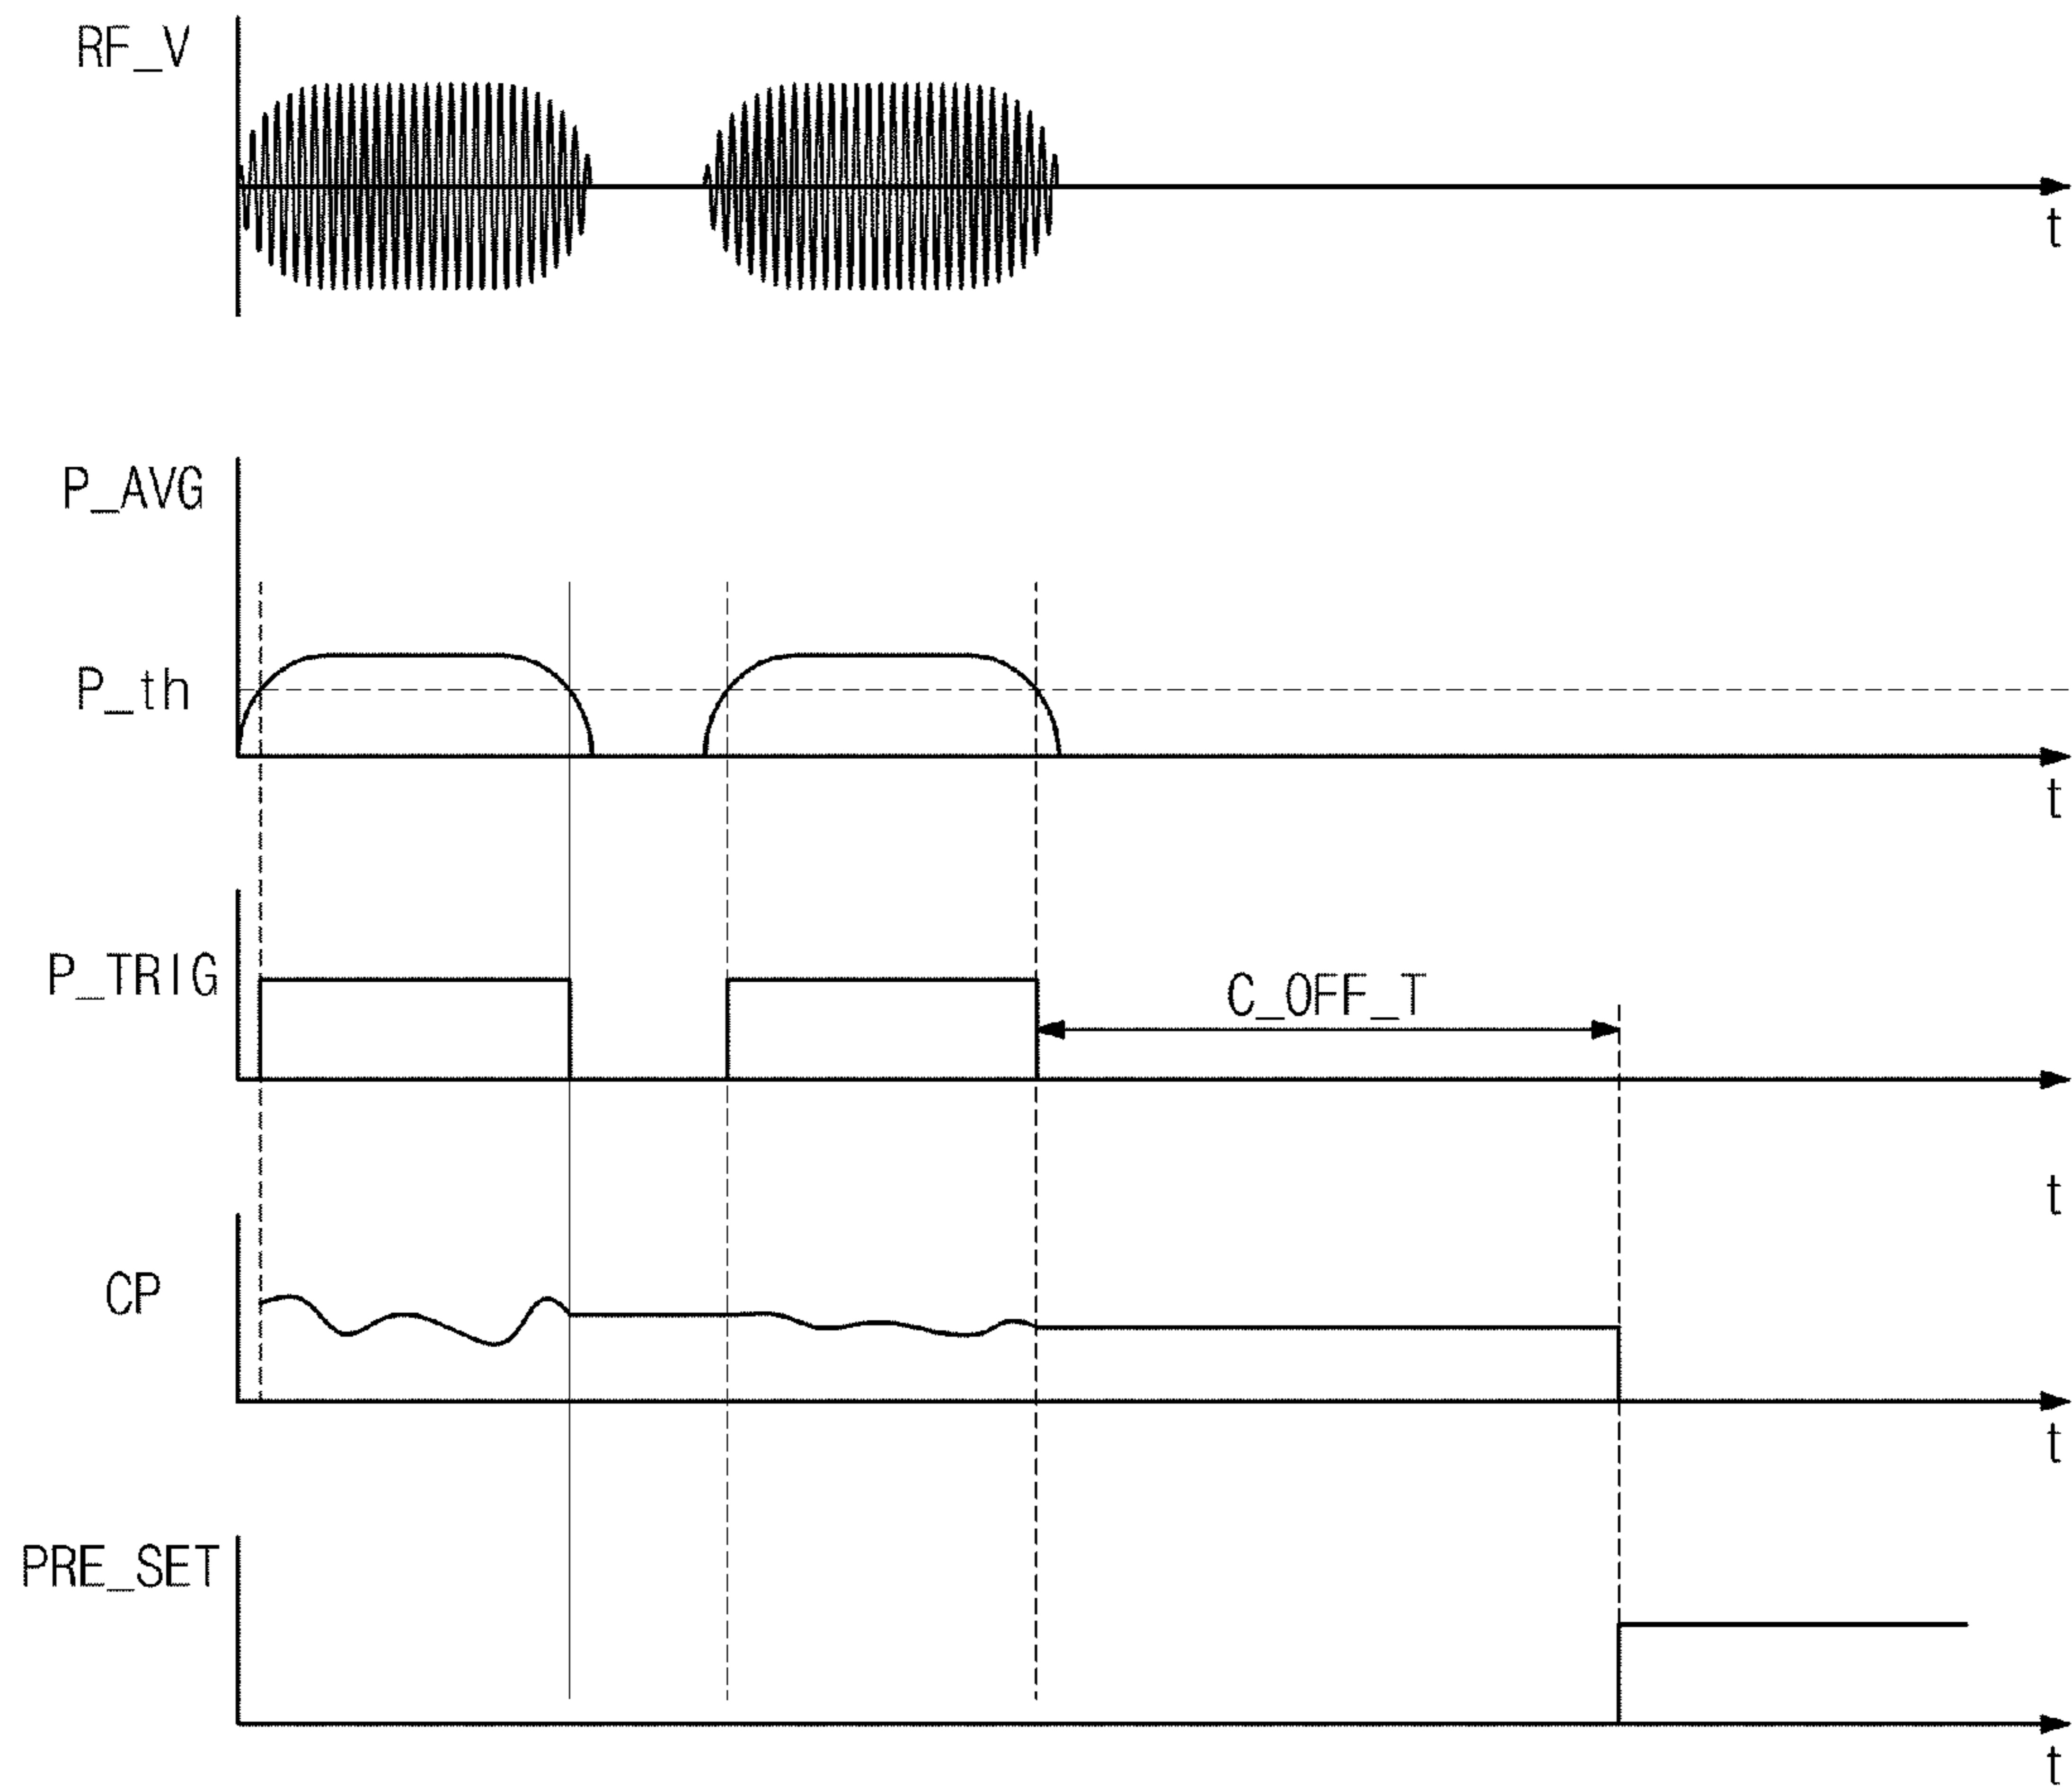 RF_V
t
P_AVG
P_th
t
P_TRIG
C_OFF_T
t
CP
t
PRE_SET
t